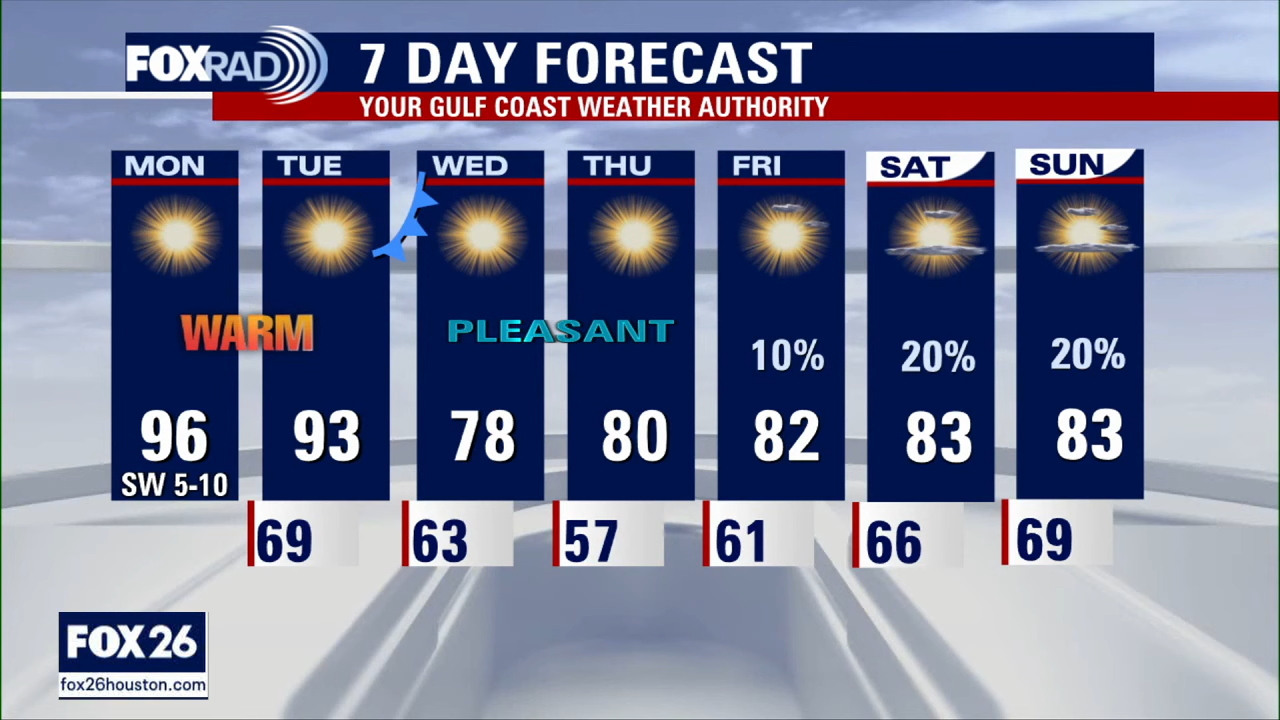 FOXRAD
7 DAY FORECAST
YOUR GULF COAST WEATHER AUTHORITY
MON TUE WED THU FRI SAT SUN
WARM PLEASANT
10% 20% 20%
96 93 78 80 82 83 83
SW 5-10
69 63 57 61 66 69
FOX 26
fox26houston.com